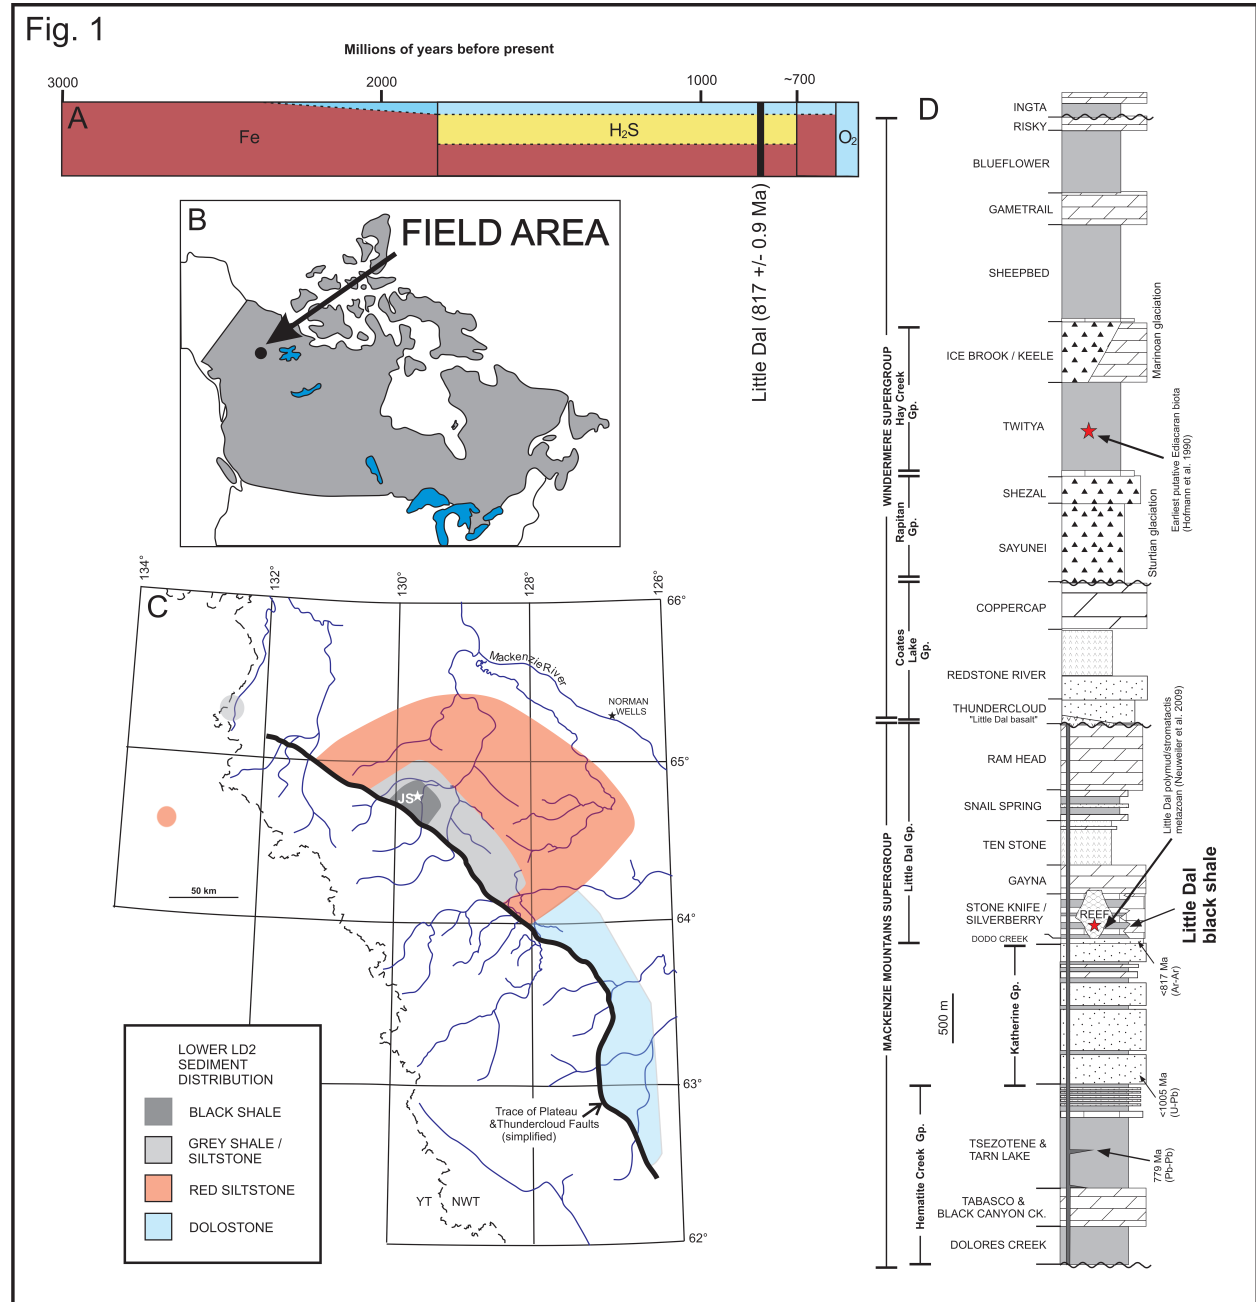 Fig. 1
Millions of years before present
3000
2000
1000
~700
A
Fe
H₂S
O₂
Little Dal (817 +/- 0.9 Ma)
B
FIELD AREA
C
134°
132°
130°
128°
126°
66°
65°
64°
63°
62°
Mackenzie River
NORMAN
WELLS
JS
50 km
Trace of Plateau
&Thundercloud Faults
(simplified)
YT
NWT
LOWER LD2
SEDIMENT
DISTRIBUTION
BLACK SHALE
GREY SHALE /
SILTSTONE
RED SILTSTONE
DOLOSTONE
D
INGTA
RISKY
BLUEFLOWER
GAMETRAIL
SHEEPBED
ICE BROOK / KEELE
TWITYA
SHEZAL
SAYUNEI
COPPERCAP
REDSTONE RIVER
THUNDERCLOUD
"Little Dal basalt"
RAM HEAD
SNAIL SPRING
TEN STONE
GAYNA
STONE KNIFE /
SILVERBERRY
DODO CREEK
TSEZOTENE &
TARN LAKE
TABASCO &
BLACK CANYON CK.
DOLORES CREEK
WINDERMERE SUPERGROUP
Hay Creek
Gp.
Rapitan
Gp.
Coates
Lake
Gp.
MACKENZIE MOUNTAINS SUPERGROUP
Little Dal Gp.
Katherine Gp.
Hematite Creek Gp.
500 m
REEF
Marinoan glaciation
Earliest putative Ediacaran biota
(Hofmann et al. 1990)
Sturtian glaciation
Little Dal polymud/stromatactis
metazoan (Neuweiler et al. 2009)
Little Dal
black shale
<817 Ma
(Ar-Ar)
<1005 Ma
(U-Pb)
779 Ma
(Pb-Pb)